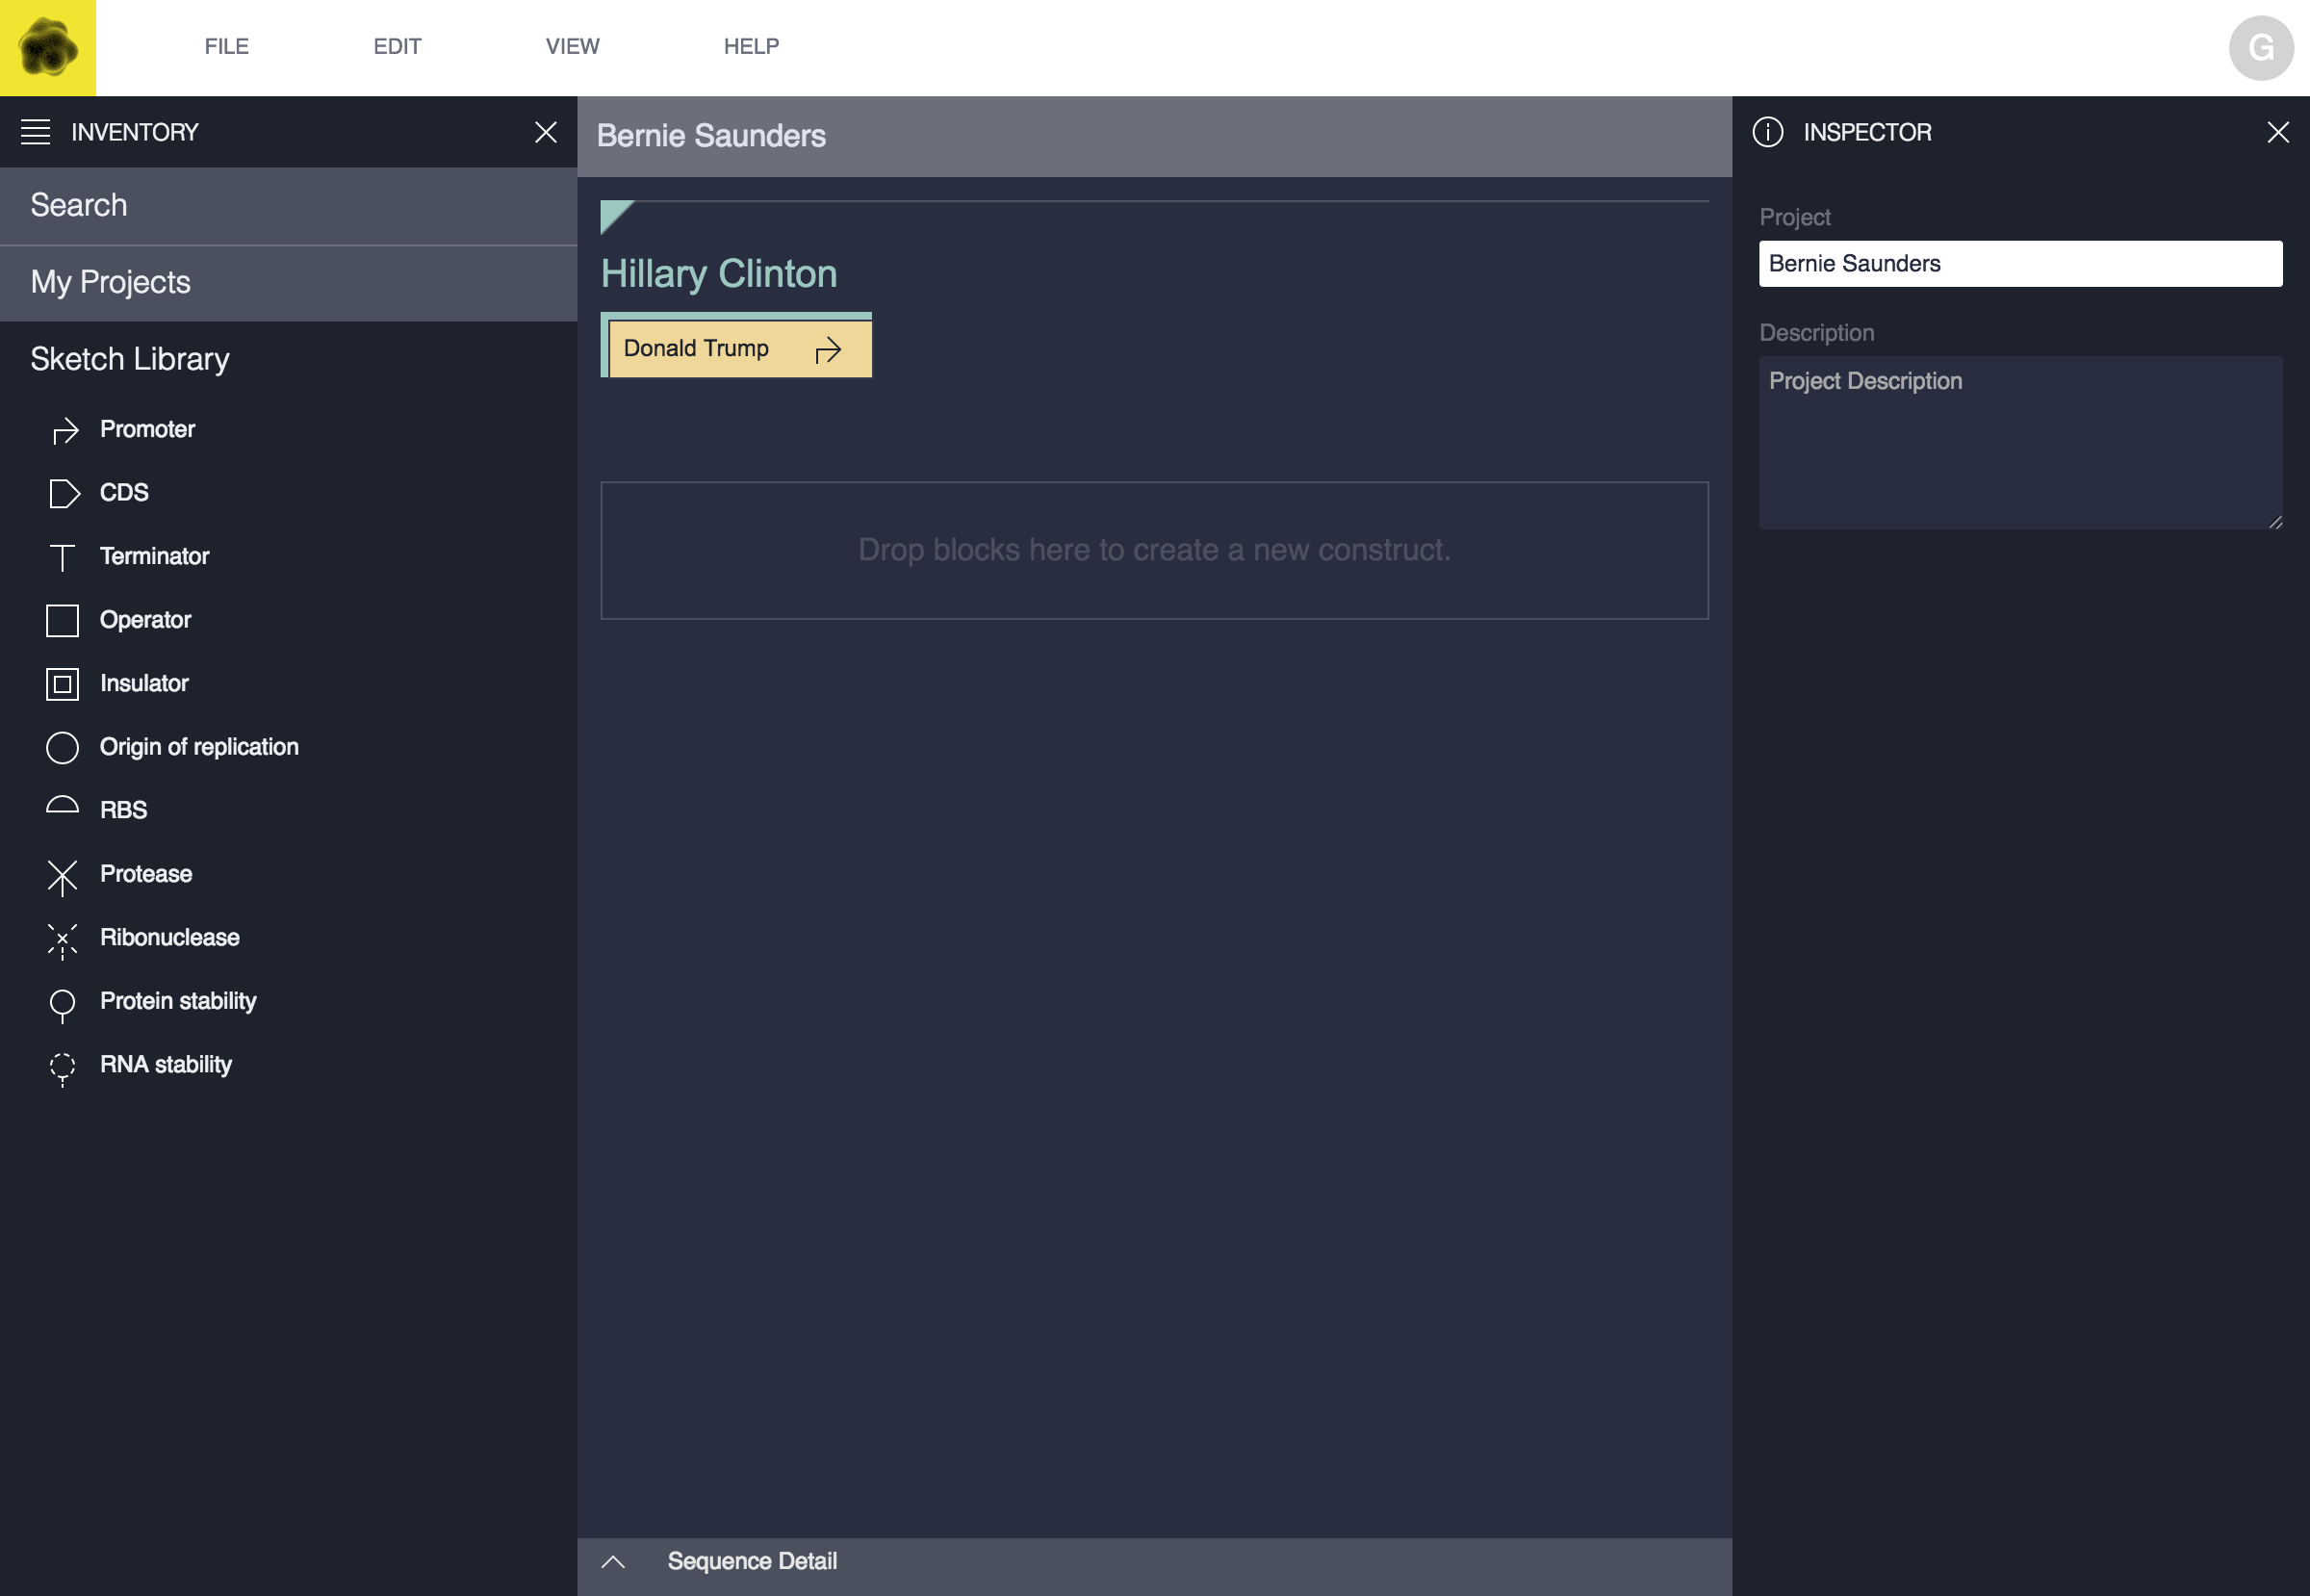 FILE EDIT VIEW HELP G
INVENTORY
Search
My Projects
Sketch Library
Promoter
CDS
Terminator
Operator
Insulator
Origin of replication
RBS
Protease
Ribonuclease
Protein stability
RNA stability
Bernie Saunders
Hillary Clinton
Donald Trump
Drop blocks here to create a new construct.
Sequence Detail
INSPECTOR
Project
Bernie Saunders
Description
Project Description